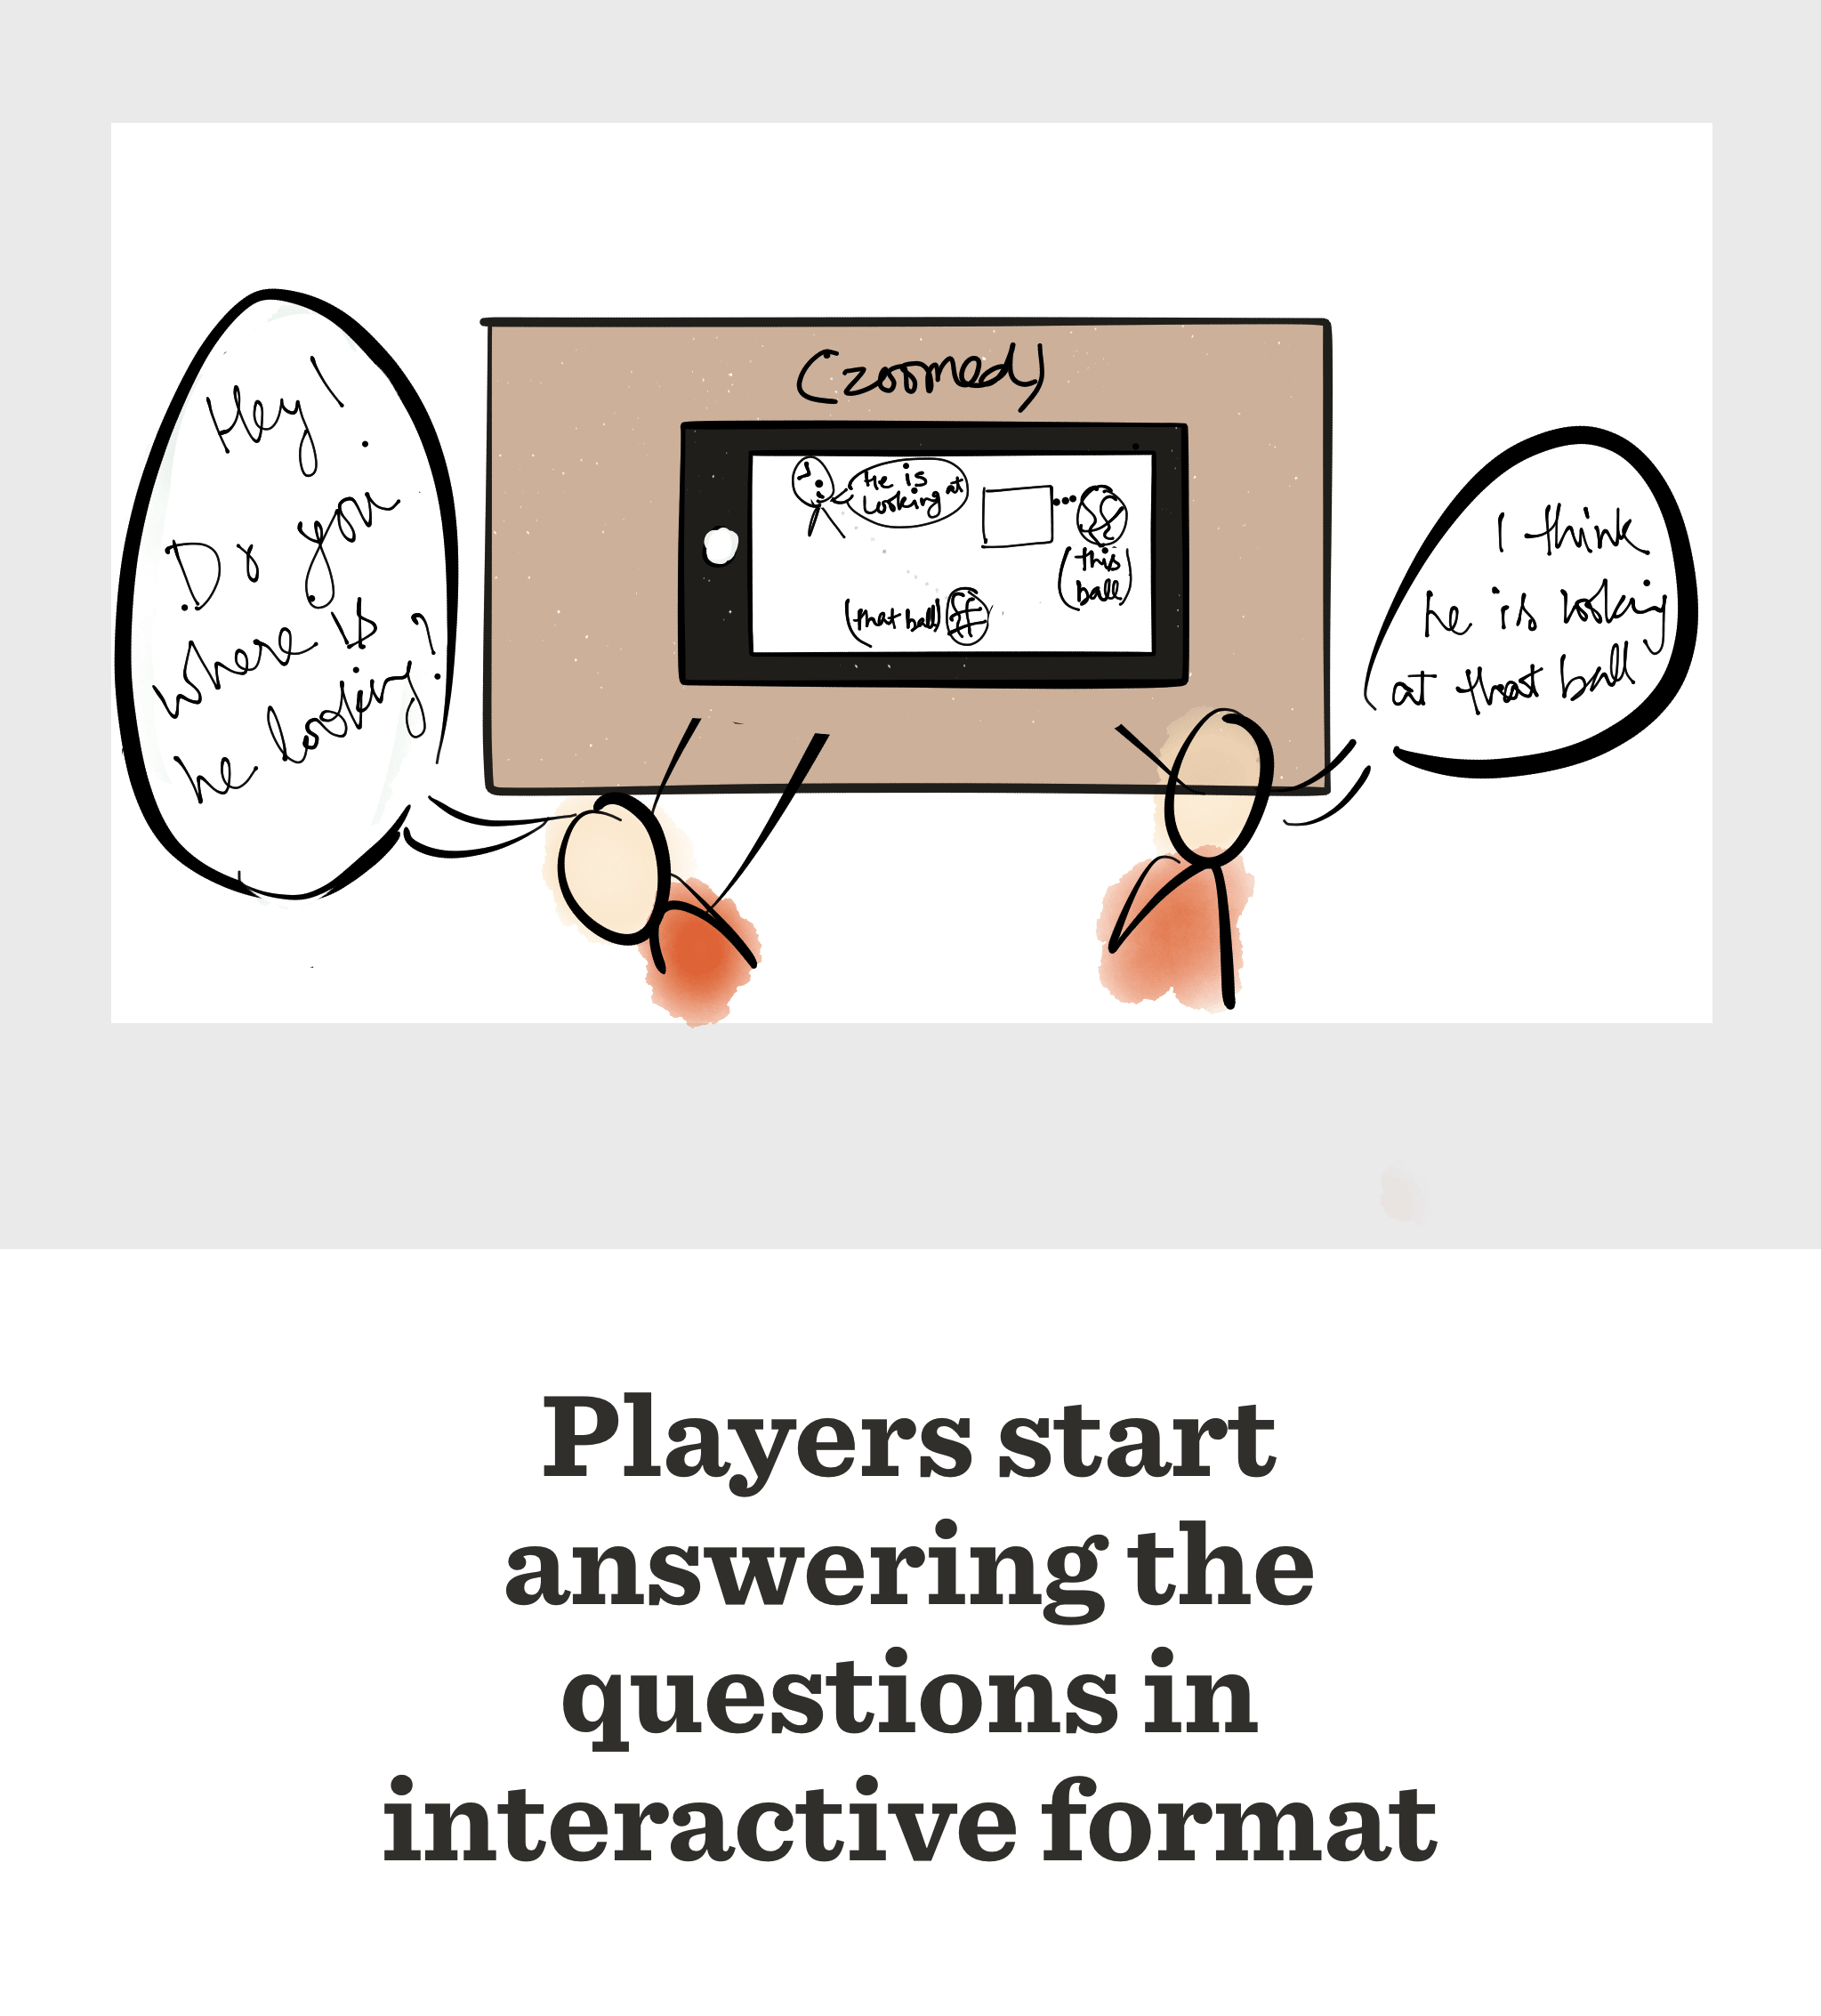 Hey!
Do you
where is
he looking?
(zoomed)
He is
looking at
this
ball
that ball
I think
he is looking
at that ball
Players start
answering the
questions in
interactive format